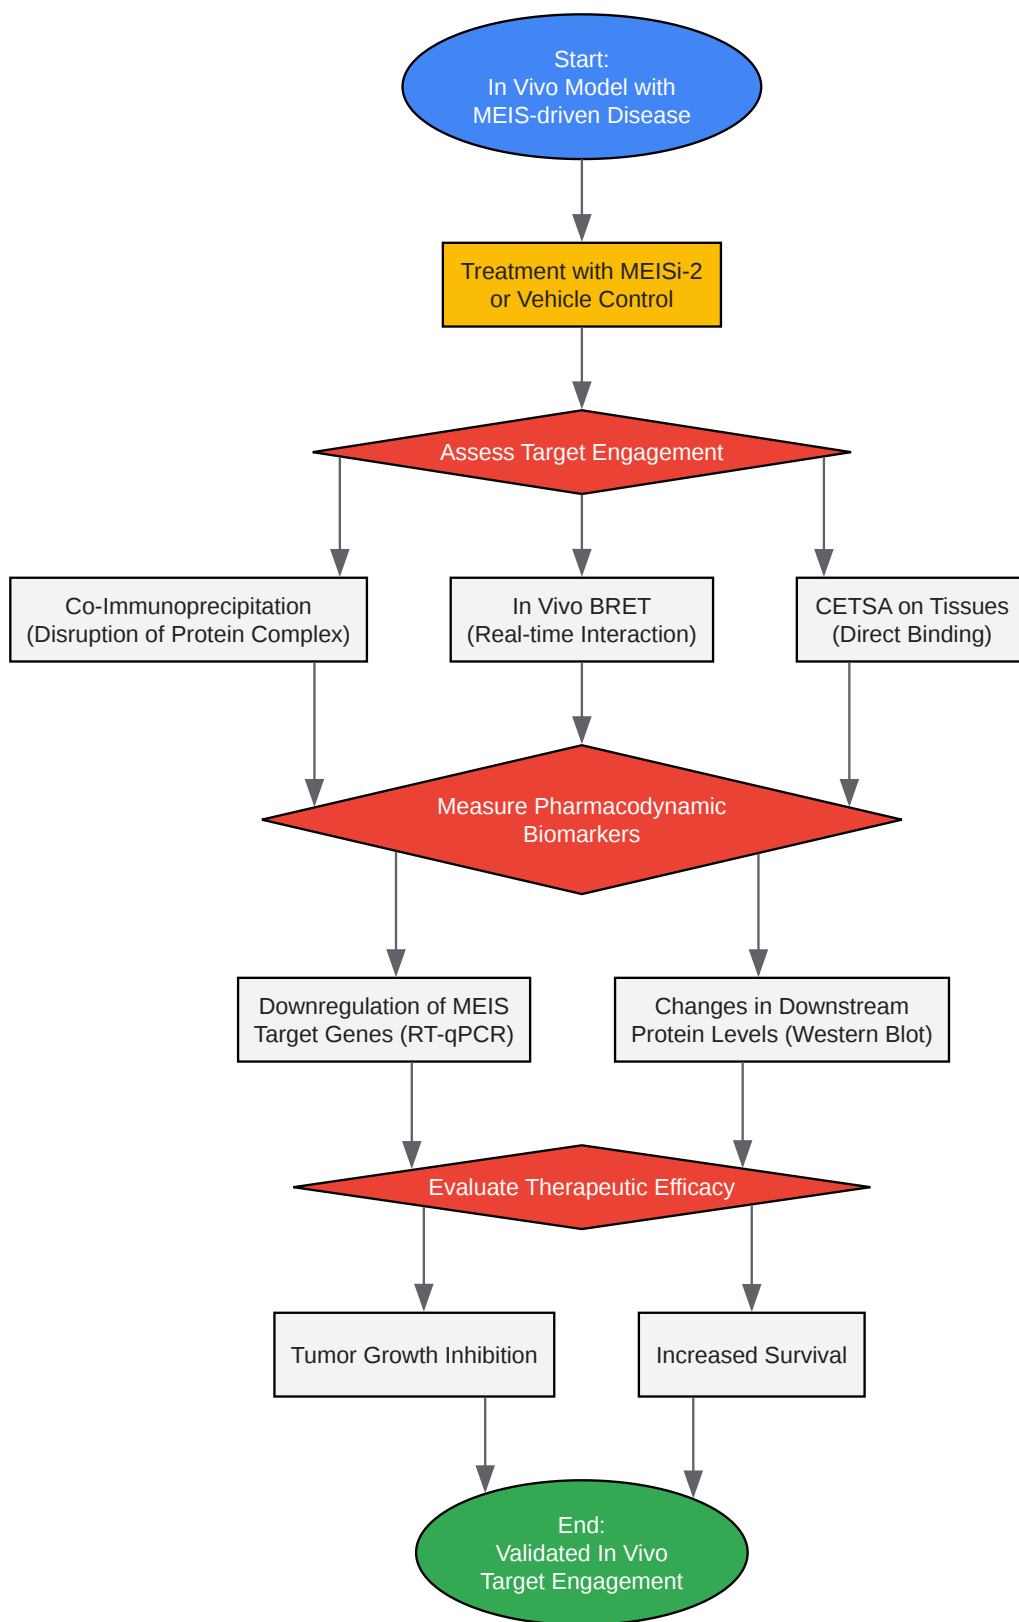 Start:
In Vivo Model with
MEIS-driven Disease
Treatment with MEISi-2
or Vehicle Control
Assess Target Engagement
Co-Immunoprecipitation
(Disruption of Protein Complex)
In Vivo BRET
(Real-time Interaction)
CETSA on Tissues
(Direct Binding)
Measure Pharmacodynamic
Biomarkers
Downregulation of MEIS
Target Genes (RT-qPCR)
Changes in Downstream
Protein Levels (Western Blot)
Evaluate Therapeutic Efficacy
Tumor Growth Inhibition
Increased Survival
End:
Validated In Vivo
Target Engagement